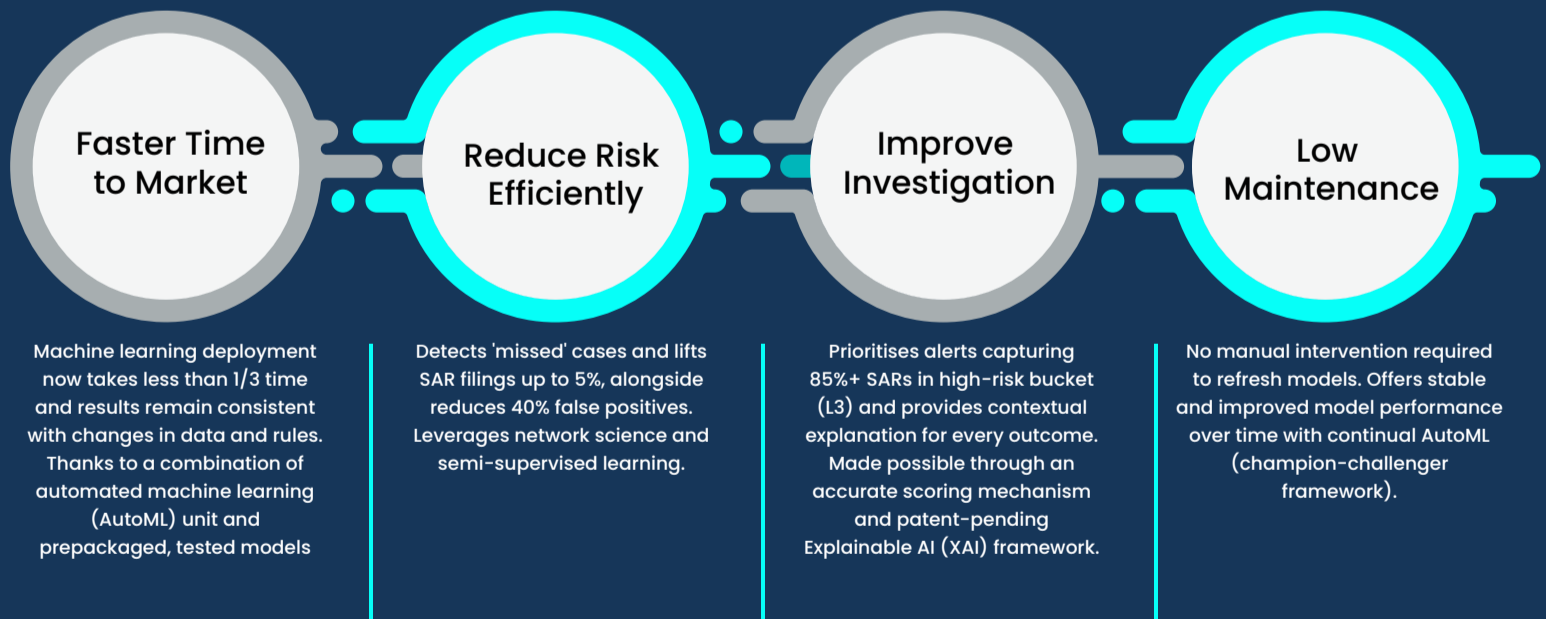 Faster Time
to Market
Reduce Risk
Efficiently
Improve
Investigation
Low
Maintenance
Machine learning deployment
now takes less than 1/3 time
and results remain consistent
with changes in data and rules.
Thanks to a combination of
automated machine learning
(AutoML) unit and
prepackaged, tested models
Detects 'missed' cases and lifts
SAR filings up to 5%, alongside
reduces 40% false positives.
Leverages network science and
semi-supervised learning.
Prioritises alerts capturing
85%+ SARs in high-risk bucket
(L3) and provides contextual
explanation for every outcome.
Made possible through an
accurate scoring mechanism
and patent-pending
Explainable AI (XAI) framework.
No manual intervention required
to refresh models. Offers stable
and improved model performance
over time with continual AutoML
(champion-challenger
framework).